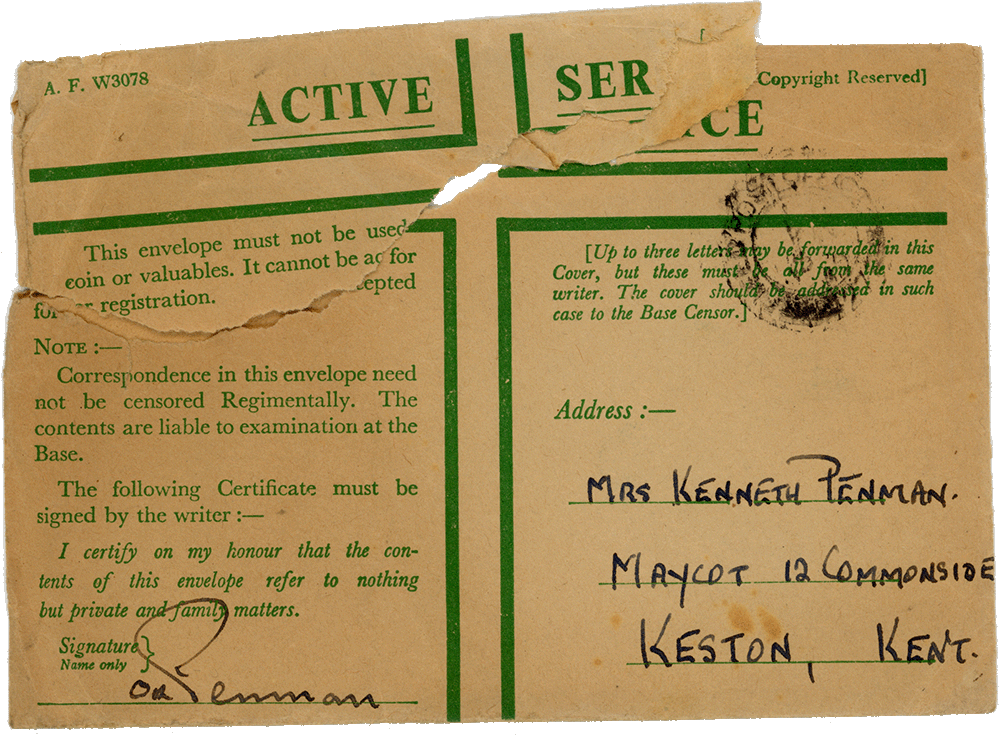 A. F. W3078
ACTIVE SER ICE
Copyright Reserved]
This envelope must not be used
coin or valuables. It cannot be ac for
for registration. cepted
NOTE :—
Correspondence in this envelope need
not be censored Regimentally. The
contents are liable to examination at the
Base.
The following Certificate must be
signed by the writer :—
I certify on my honour that the con-
tents of this envelope refer to nothing
but private and family matters.
Signature }
Name only
Penman
[Up to three letters may be forwarded in this
Cover, but these must be all from the same
writer. The cover should be addressed in such
case to the Base Censor.]
Address :—
MRS KENNETH PENMAN.
MAYCOT 12 COMMONSIDE
KESTON, KENT.